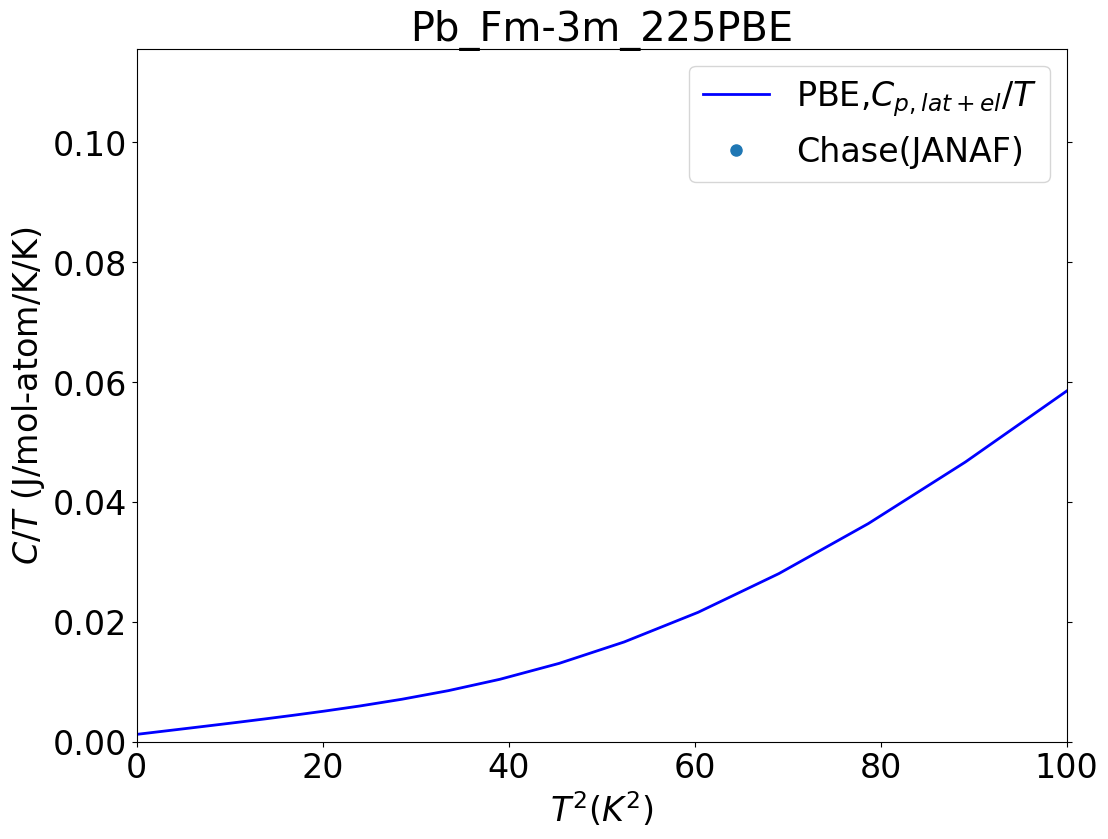 Pb_Fm-3m_225PBE
PBE,C_{p, lat+el}/T
Chase(JANAF)
C/T (J/mol-atom/K/K)
0.10
0.08
0.06
0.04
0.02
0.00
0 20 40 60 80 100
T^2(K^2)